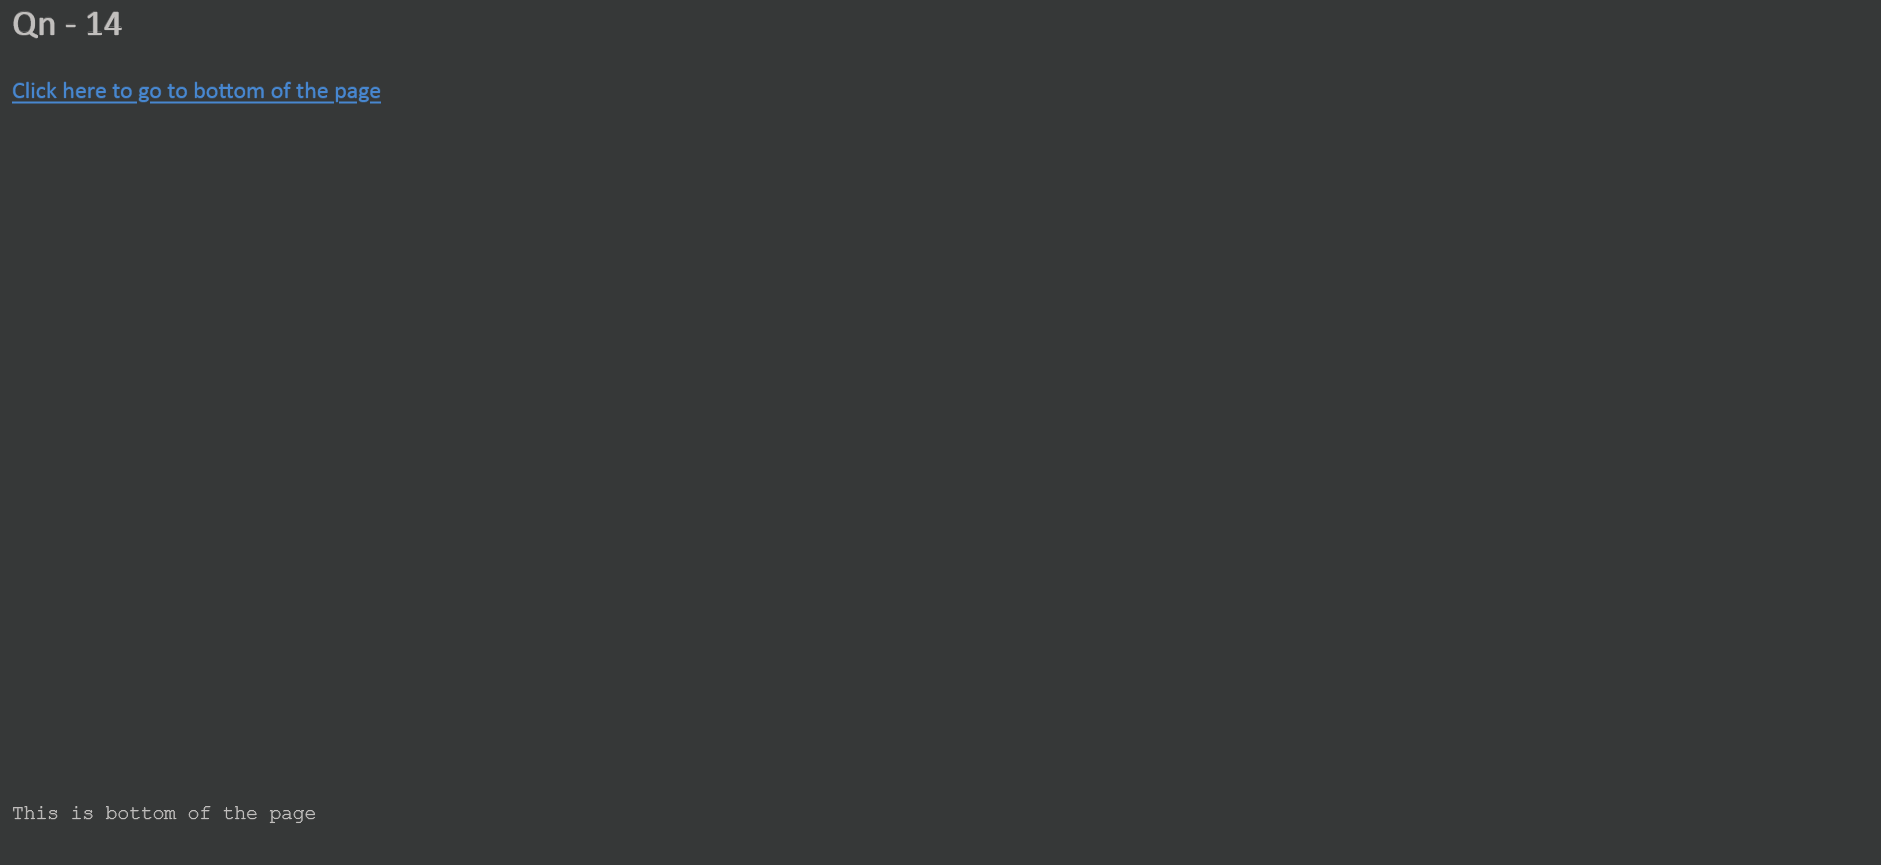 Qn - 14
Click here to go to bottom of the page
This is bottom of the page